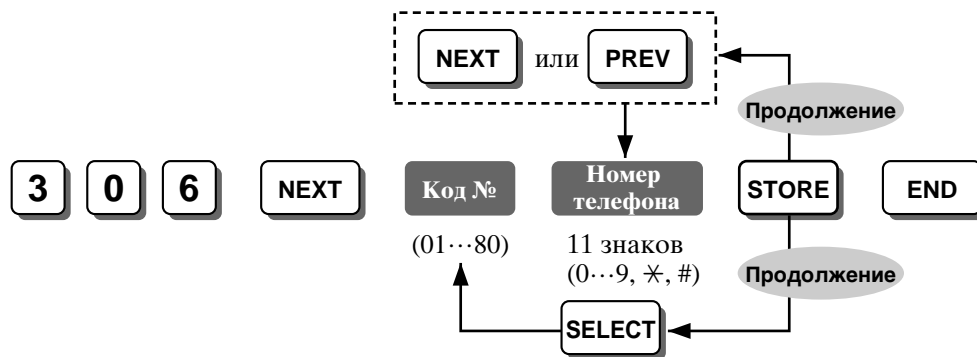 NEXT или PREV
Продолжение
3 0 6 NEXT Код № Номер телефона STORE END
(01···80) 11 знаков
(0···9, ✳, #)
Продолжение
SELECT